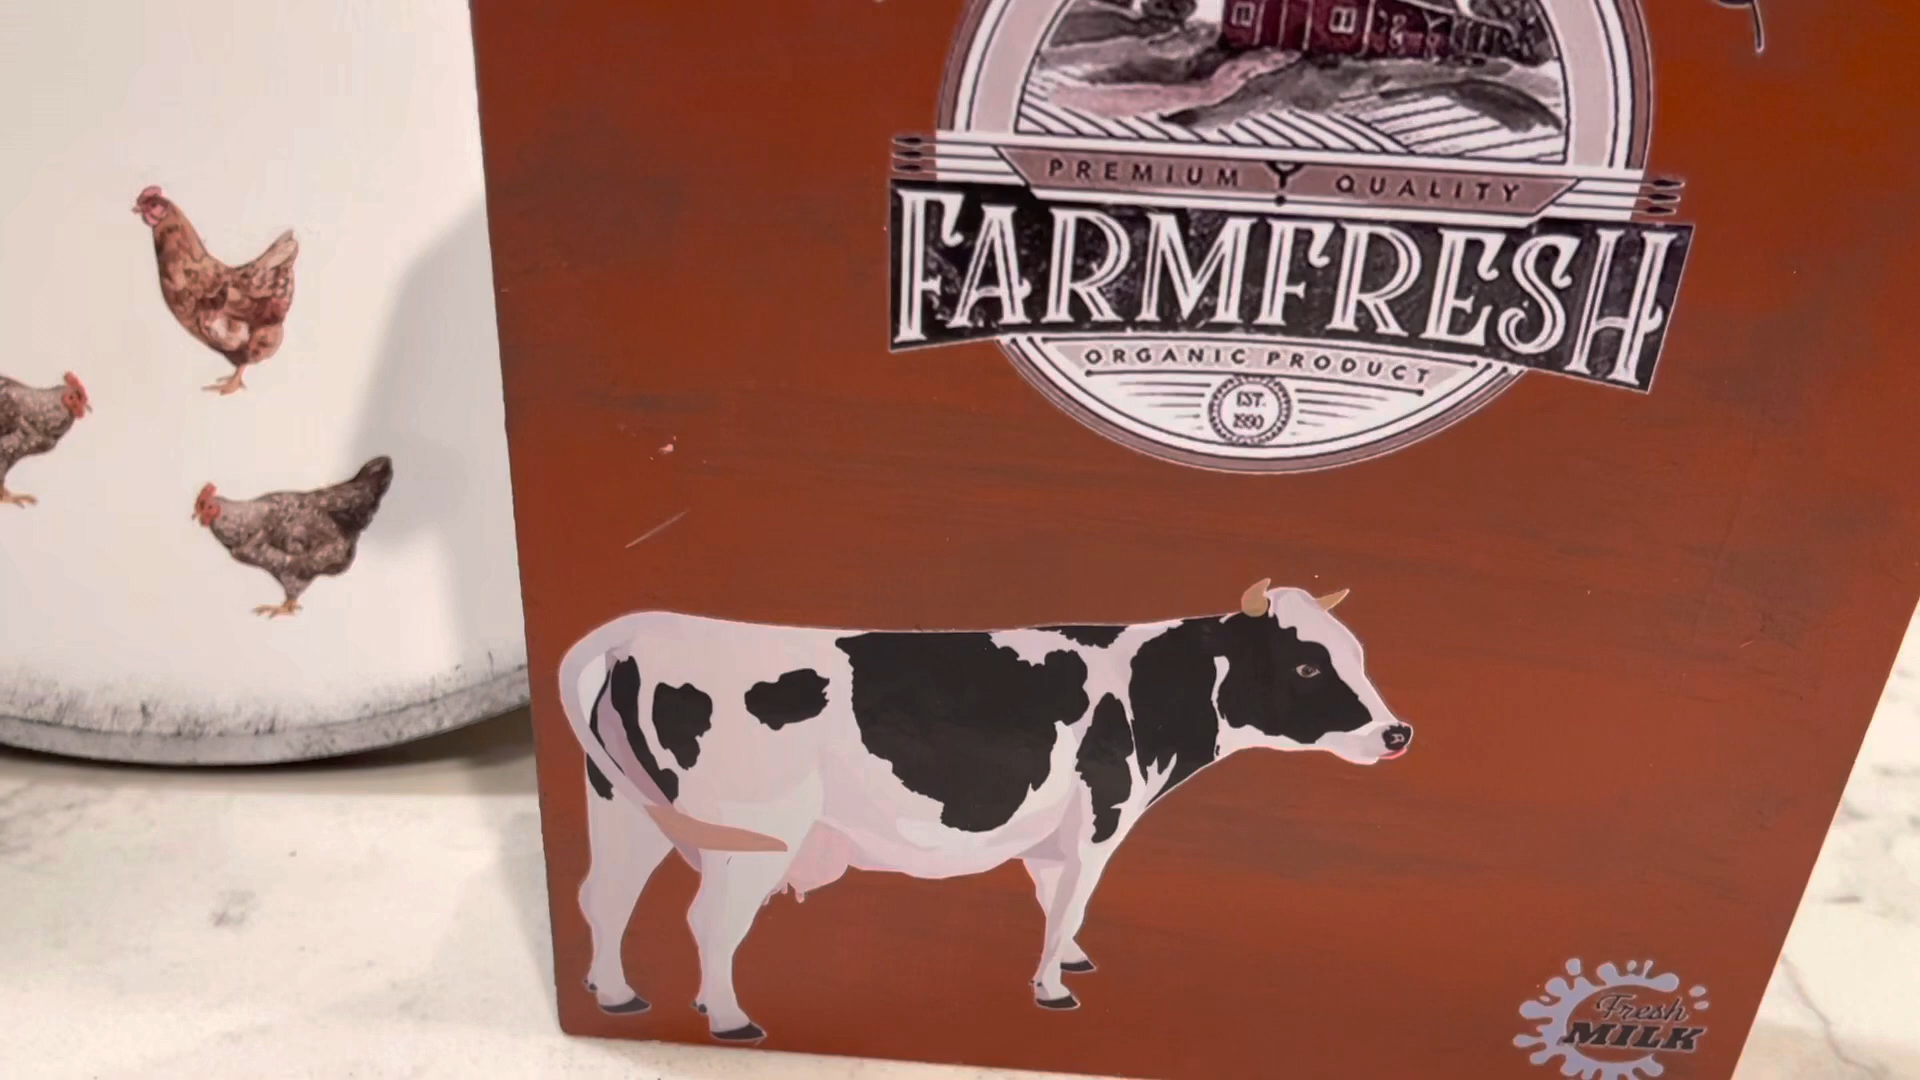 PREMIUM QUALITY
FARMFRESH
ORGANIC PRODUCT
EST.
1990
Fresh
MILK